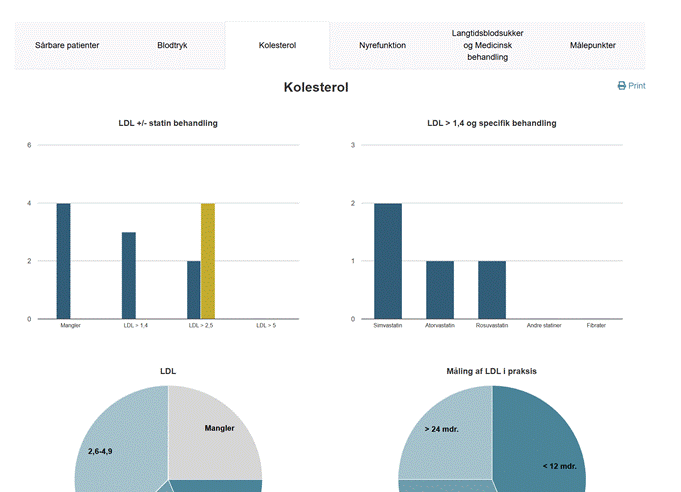 Sårbare patienter
Blodtryk
Kolesterol
Nyrefunktion
Langtidsblodsukker
og Medicinsk
behandling
Målepunkter
Kolesterol
Print
LDL +/- statin behandling
6
4
2
0
Mangler
LDL > 1,4
LDL > 2,5
LDL > 5
LDL > 1,4 og specifik behandling
3
2
1
0
Simvastatin
Atorvastatin
Rosuvastatin
Andre statiner
Fibrater
LDL
Mangler
2,6-4,9
Måling af LDL i praksis
> 24 mdr.
< 12 mdr.